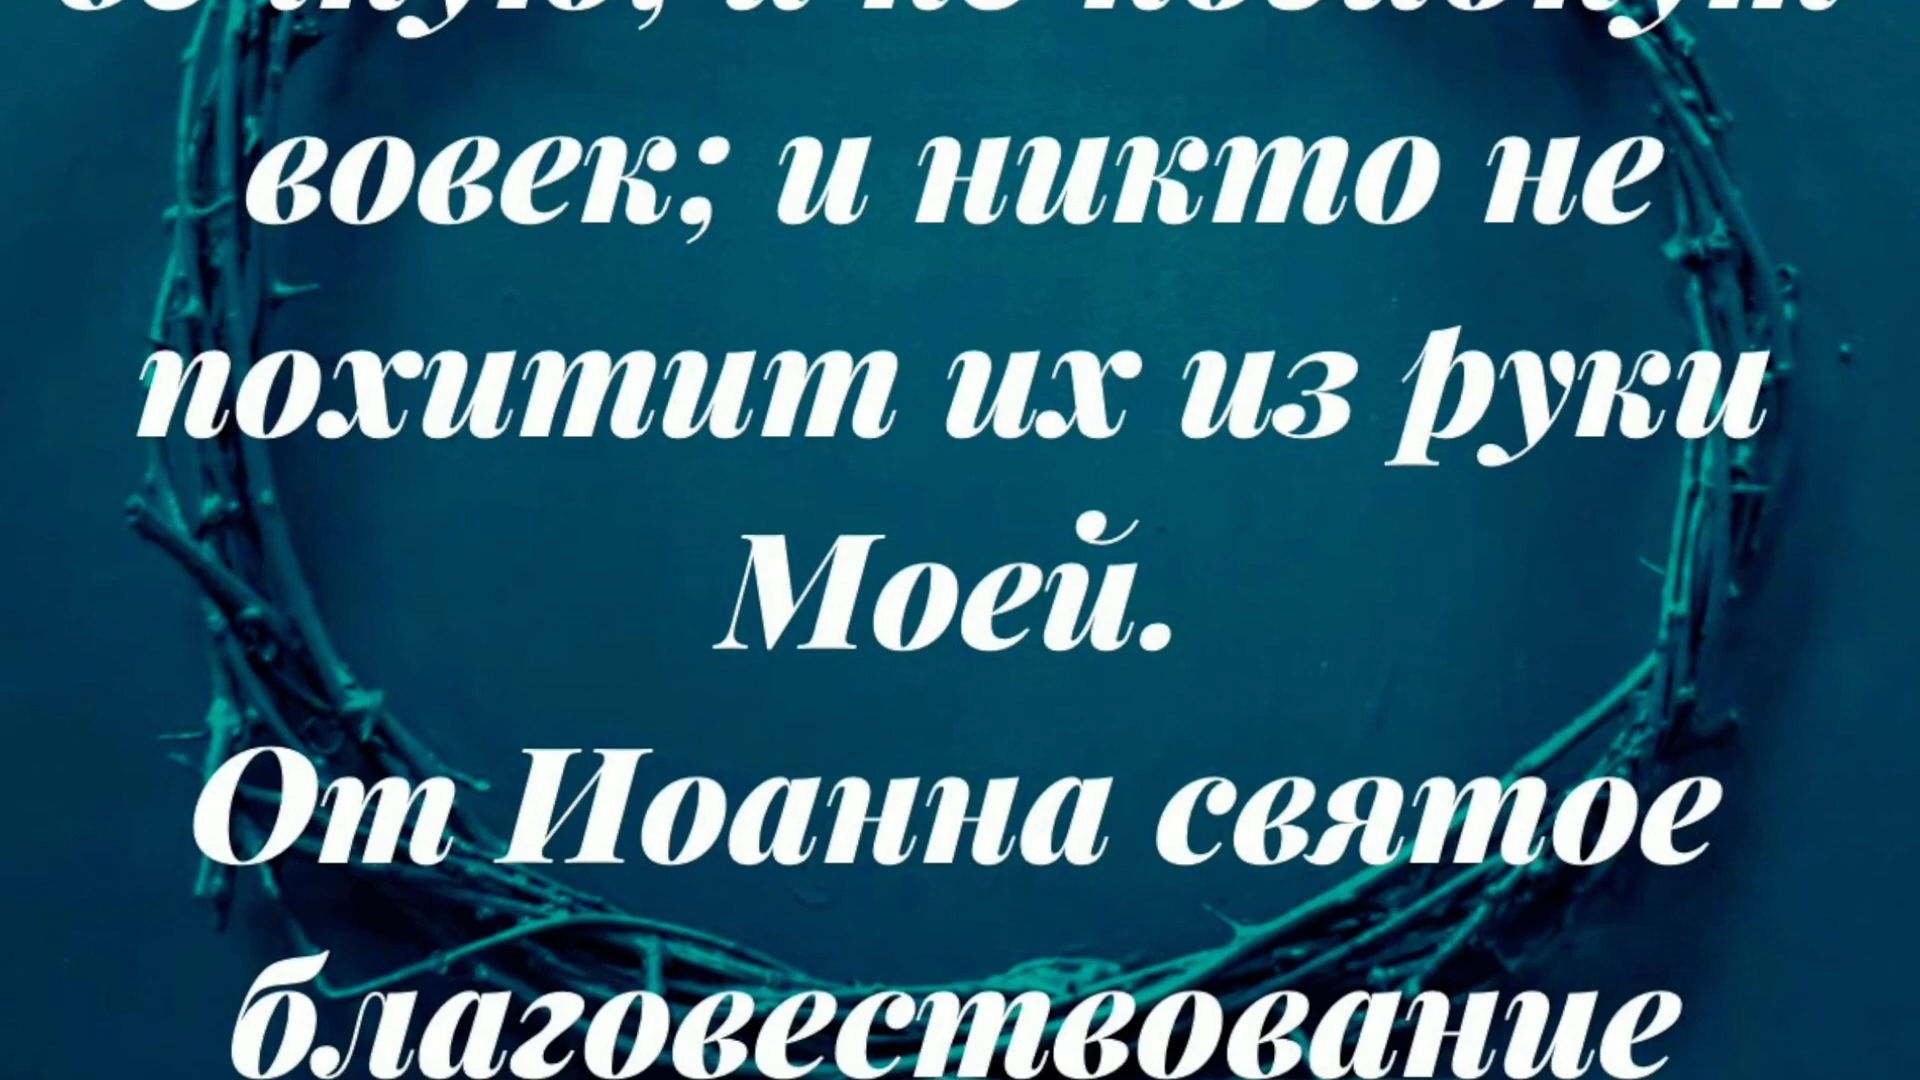 вовек; и никто не
похитит их из руки
Моей.
От Иоанна святое
благовествование